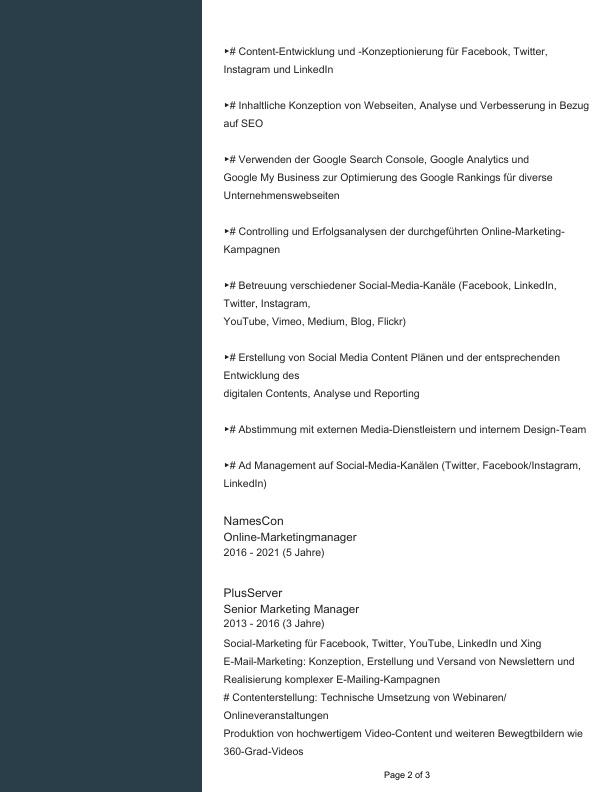 ▸# Content-Entwicklung und -Konzeptionierung für Facebook, Twitter,
Instagram und LinkedIn
▸# Inhaltliche Konzeption von Webseiten, Analyse und Verbesserung in Bezug
auf SEO
▸# Verwenden der Google Search Console, Google Analytics und
Google My Business zur Optimierung des Google Rankings für diverse
Unternehmenswebseiten
▸# Controlling und Erfolgsanalysen der durchgeführten Online-Marketing-
Kampagnen
▸# Betreuung verschiedener Social-Media-Kanäle (Facebook, LinkedIn,
Twitter, Instagram,
YouTube, Vimeo, Medium, Blog, Flickr)
▸# Erstellung von Social Media Content Plänen und der entsprechenden
Entwicklung des
digitalen Contents, Analyse und Reporting
▸# Abstimmung mit externen Media-Dienstleistern und internem Design-Team
▸# Ad Management auf Social-Media-Kanälen (Twitter, Facebook/Instagram,
LinkedIn)
NamesCon
Online-Marketingmanager
2016 - 2021 (5 Jahre)
PlusServer
Senior Marketing Manager
2013 - 2016 (3 Jahre)
Social-Marketing für Facebook, Twitter, YouTube, LinkedIn und Xing
E-Mail-Marketing: Konzeption, Erstellung und Versand von Newslettern und
Realisierung komplexer E-Mailing-Kampagnen
# Contenterstellung: Technische Umsetzung von Webinaren/
Onlineveranstaltungen
Produktion von hochwertigem Video-Content und weiteren Bewegtbildern wie
360-Grad-Videos
Page 2 of 3